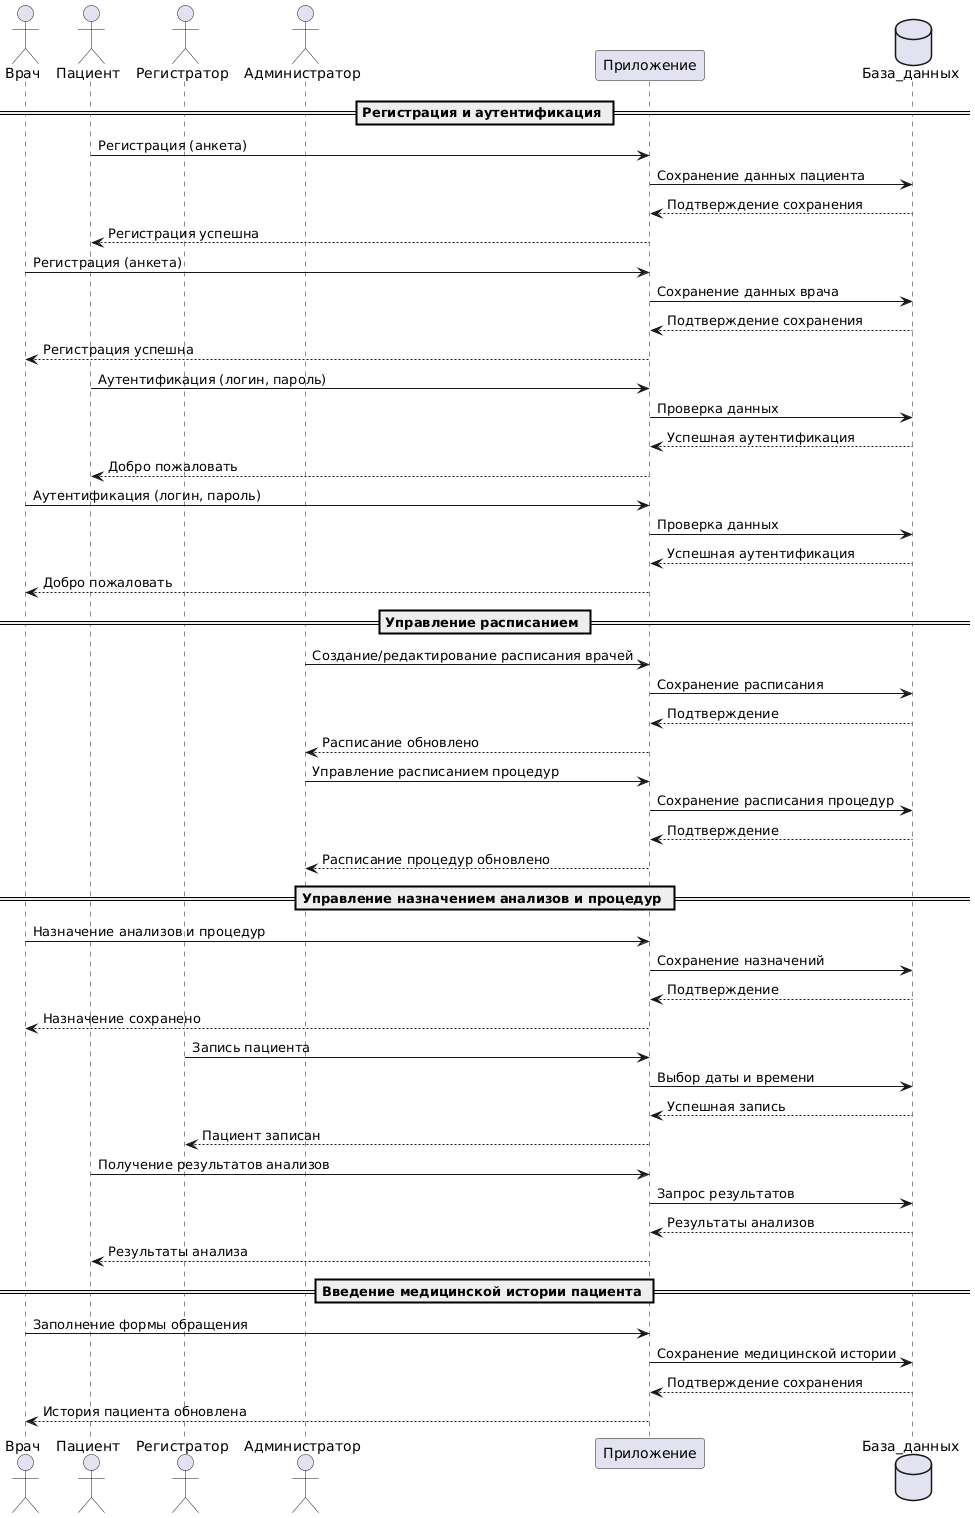 Врач Пациент Регистратор Администратор Приложение База_данных
Регистрация и аутентификация
Регистрация (анкета)
Сохранение данных пациента
Подтверждение сохранения
Регистрация успешна
Регистрация (анкета)
Сохранение данных врача
Подтверждение сохранения
Регистрация успешна
Аутентификация (логин, пароль)
Проверка данных
Успешная аутентификация
Добро пожаловать
Аутентификация (логин, пароль)
Проверка данных
Успешная аутентификация
Добро пожаловать
Управление расписанием
Создание/редактирование расписания врачей
Сохранение расписания
Подтверждение
Расписание обновлено
Управление расписанием процедур
Сохранение расписания процедур
Подтверждение
Расписание процедур обновлено
Управление назначением анализов и процедур
Назначение анализов и процедур
Сохранение назначений
Подтверждение
Назначение сохранено
Запись пациента
Выбор даты и времени
Успешная запись
Пациент записан
Получение результатов анализов
Запрос результатов
Результаты анализов
Результаты анализа
Введение медицинской истории пациента
Заполнение формы обращения
Сохранение медицинской истории
Подтверждение сохранения
История пациента обновлена
Врач Пациент Регистратор Администратор Приложение База_данных